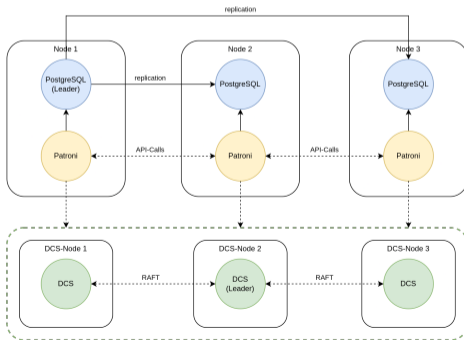 replication
Node 1
Node 2
Node 3
PostgreSQL
(Leader)
replication
PostgreSQL
PostgreSQL
Patroni
API-Calls
Patroni
API-Calls
Patroni
DCS-Node 1
DCS-Node 2
DCS-Node 3
DCS
RAFT
DCS
(Leader)
RAFT
DCS